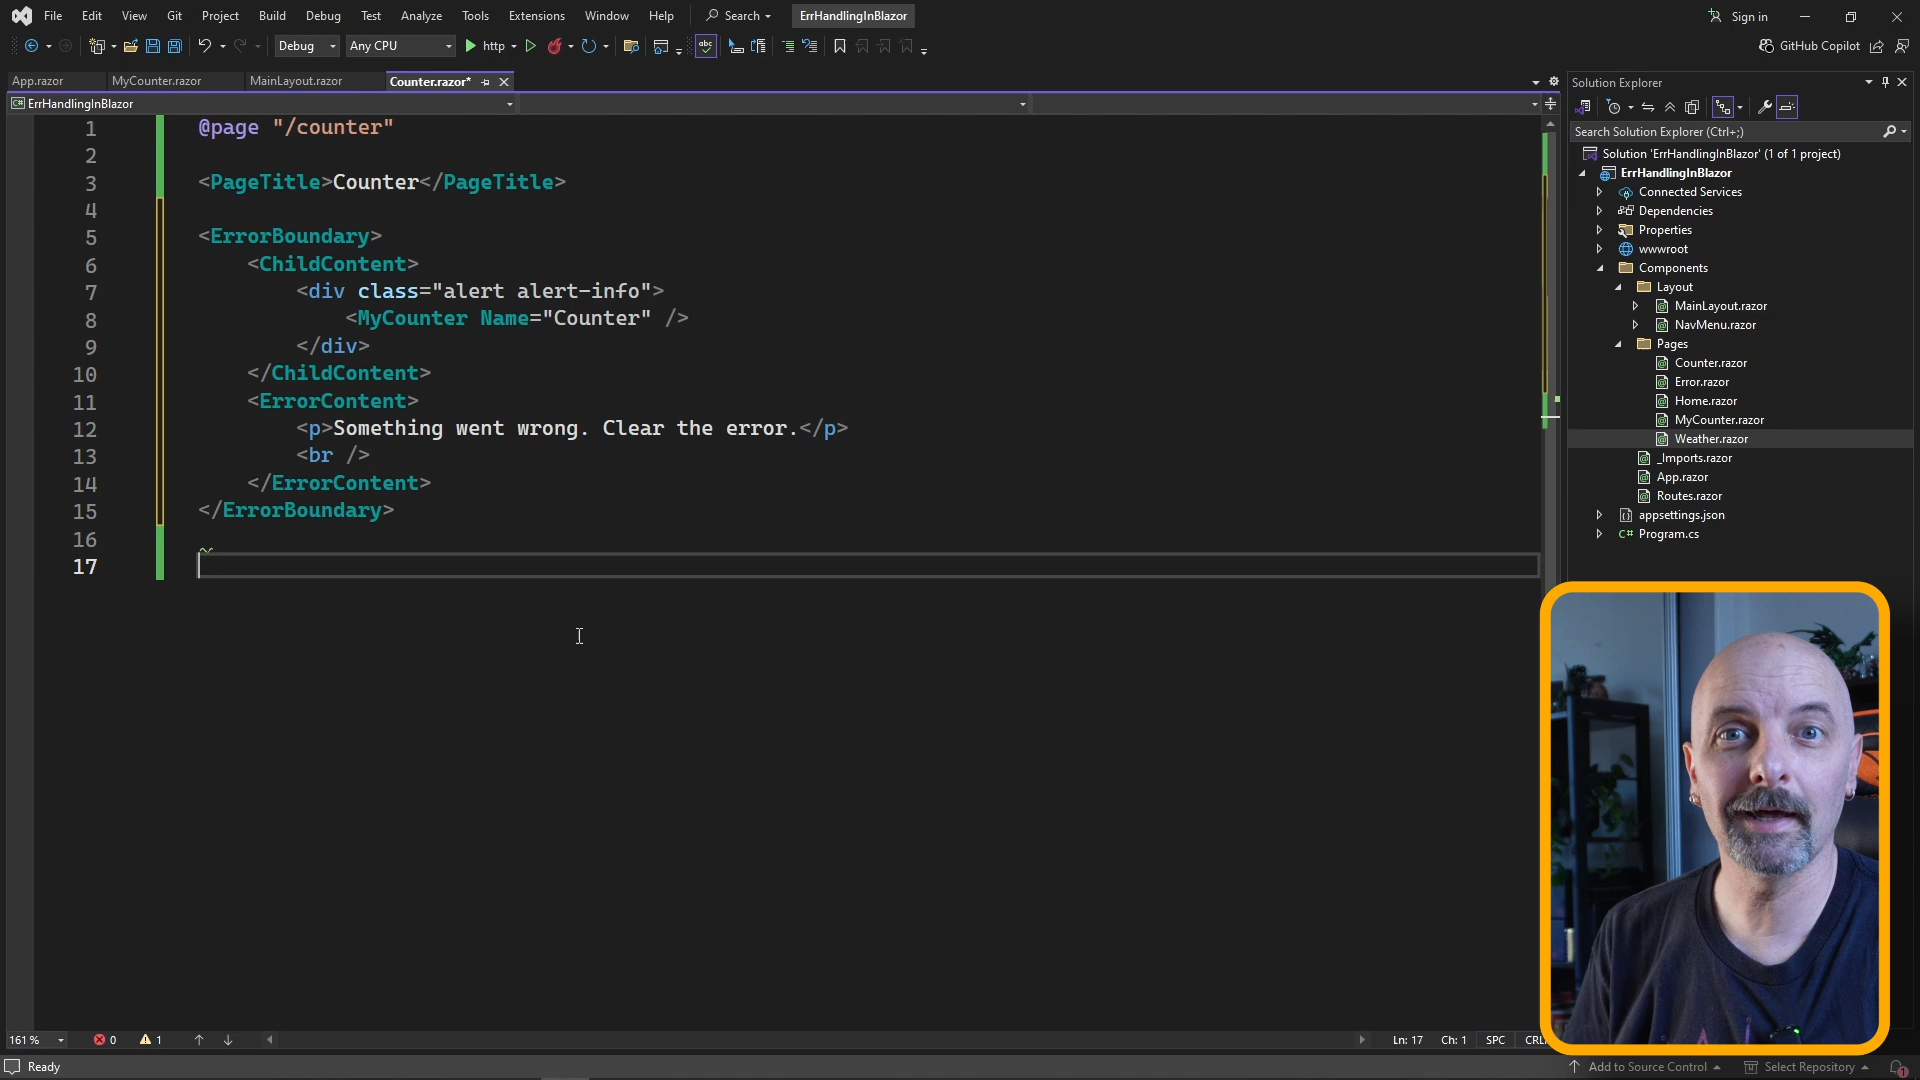 File Edit View Git Project Build Debug Test Analyze Tools Extensions Window Help Search ErrHandlingInBlazor Sign in
Debug Any CPU http GitHub Copilot
App.razor MyCounter.razor MainLayout.razor Counter.razor*
ErrHandlingInBlazor
1 @page "/counter"
2
3 <PageTitle>Counter</PageTitle>
4
5 <ErrorBoundary>
6 <ChildContent>
7 <div class="alert alert-info">
8 <MyCounter Name="Counter" />
9 </div>
10 </ChildContent>
11 <ErrorContent>
12 <p>Something went wrong. Clear the error.</p>
13 <br />
14 </ErrorContent>
15 </ErrorBoundary>
16
17
Solution Explorer
Search Solution Explorer (Ctrl+;)
Solution 'ErrHandlingInBlazor' (1 of 1 project)
ErrHandlingInBlazor
Connected Services
Dependencies
Properties
wwwroot
Components
Layout
MainLayout.razor
NavMenu.razor
Pages
Counter.razor
Error.razor
Home.razor
MyCounter.razor
Weather.razor
_Imports.razor
App.razor
Routes.razor
appsettings.json
C# Program.cs
161 % 0 1 Ln: 17 Ch: 1 SPC
Ready Add to Source Control Select Repository 1